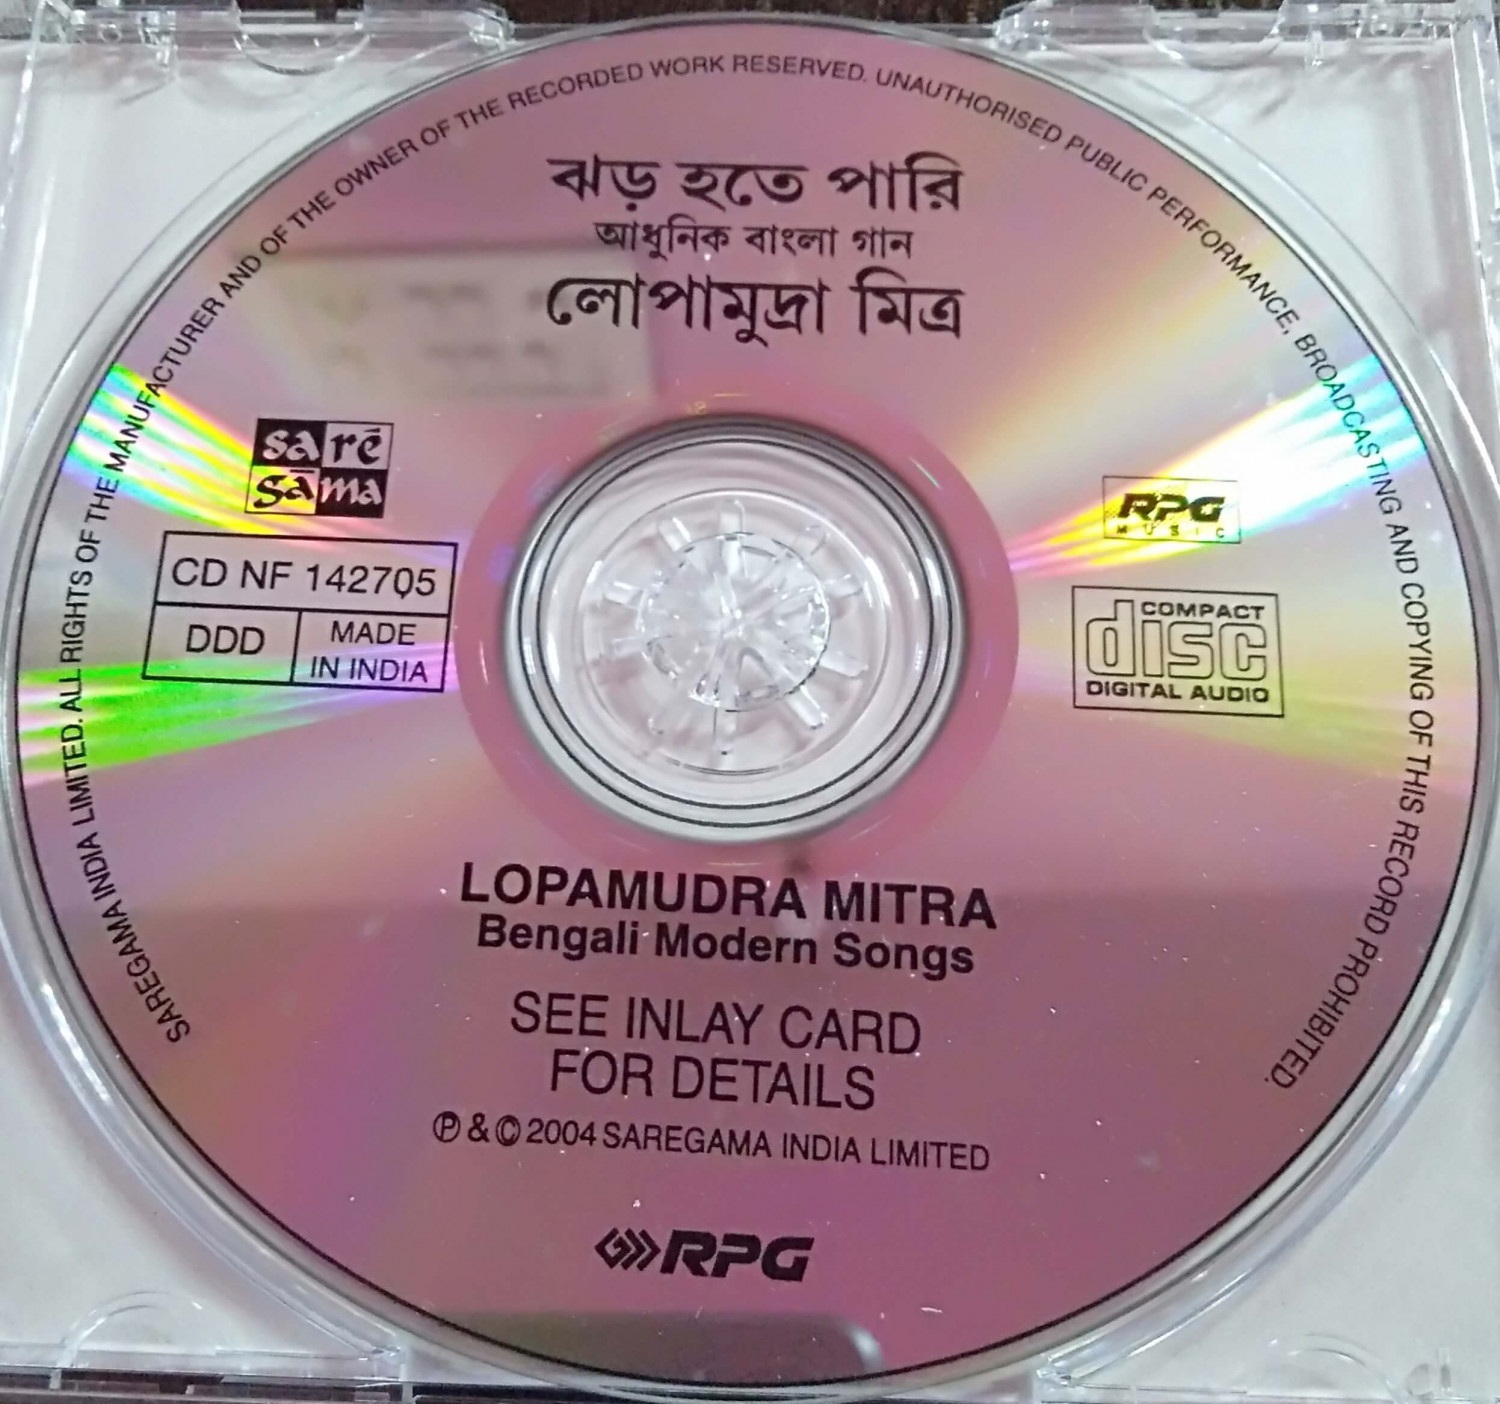 SAREGAMA INDIA LIMITED. ALL RIGHTS OF THE MANUFACTURER AND OF THE OWNER OF THE RECORDED WORK RESERVED. UNAUTHORISED PUBLIC PERFORMANCE, BROADCASTING AND COPYING OF THIS RECORD PROHIBITED.
ঝড় হতে পারি
আধুনিক বাংলা গান
লোপামুদ্রা মিত্র
sa rē
gā ma
RPG
MUSIC
CD NF 142705
DDD
MADE
IN INDIA
COMPACT
disc
DIGITAL AUDIO
LOPAMUDRA MITRA
Bengali Modern Songs
SEE INLAY CARD
FOR DETAILS
℗ & © 2004 SAREGAMA INDIA LIMITED
RPG